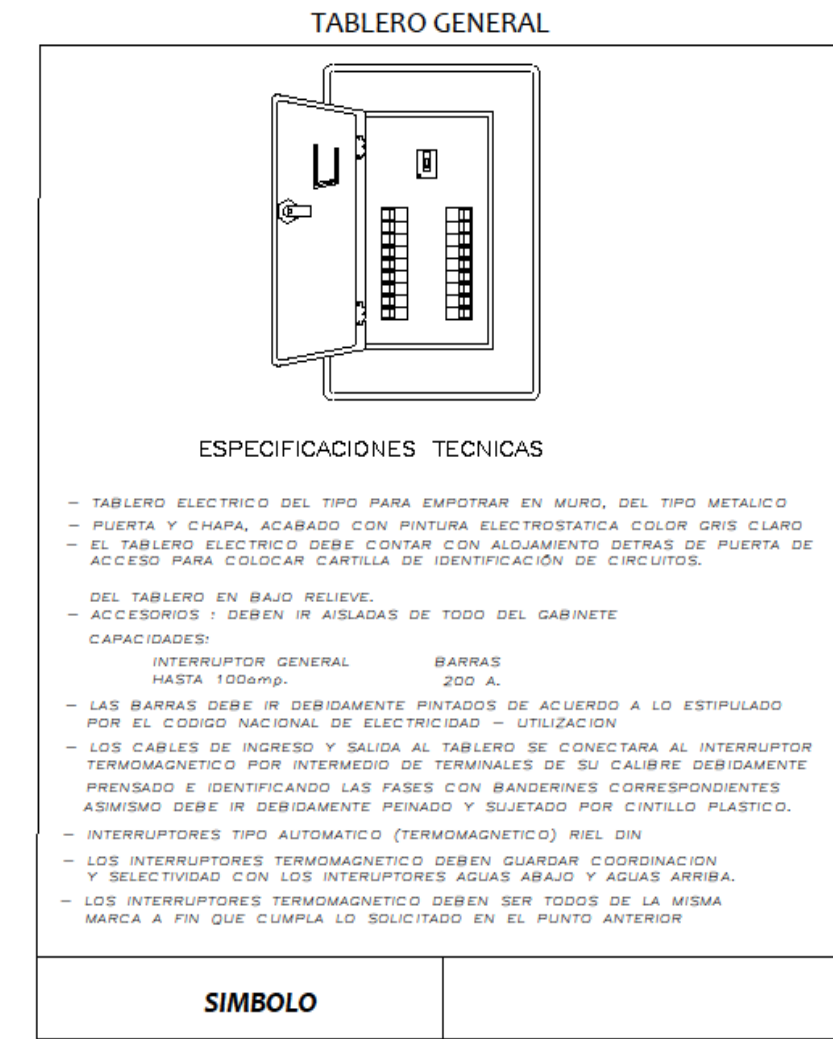 TABLERO GENERAL
ESPECIFICACIONES TECNICAS
— TABLERO ELECTRICO DEL TIPO PARA EMPOTRAR EN MURO, DEL TIPO METALICO
— PUERTA Y CHAPA, ACABADO CON PINTURA ELECTROSTATICA COLOR GRIS CLARO
— EL TABLERO ELECTRICO DEBE CONTAR CON ALOJAMIENTO DETRAS DE PUERTA DE
ACCESO PARA COLOCAR CARTILLA DE IDENTIFICACIÓN DE CIRCUITOS.
DEL TABLERO EN BAJO RELIEVE.
— ACCESORIOS : DEBEN IR AISLADAS DE TODO DEL GABINETE
CAPACIDADES:
INTERRUPTOR GENERAL BARRAS
HASTA 100amp. 200 A.
— LAS BARRAS DEBE IR DEBIDAMENTE PINTADOS DE ACUERDO A LO ESTIPULADO
POR EL CODIGO NACIONAL DE ELECTRICIDAD — UTILIZACION
— LOS CABLES DE INGRESO Y SALIDA AL TABLERO SE CONECTARA AL INTERRUPTOR
TERMOMAGNETICO POR INTERMEDIO DE TERMINALES DE SU CALIBRE DEBIDAMENTE
PRENSADO E IDENTIFICANDO LAS FASES CON BANDERINES CORRESPONDIENTES
ASIMISMO DEBE IR DEBIDAMENTE PEINADO Y SUJETADO POR CINTILLO PLASTICO.
— INTERRUPTORES TIPO AUTOMATICO (TERMOMAGNETICO) RIEL DIN
— LOS INTERRUPTORES TERMOMAGNETICO DEBEN GUARDAR COORDINACION
Y SELECTIVIDAD CON LOS INTERUPTORES AGUAS ABAJO Y AGUAS ARRIBA.
— LOS INTERRUPTORES TERMOMAGNETICO DEBEN SER TODOS DE LA MISMA
MARCA A FIN QUE CUMPLA LO SOLICITADO EN EL PUNTO ANTERIOR
SIMBOLO